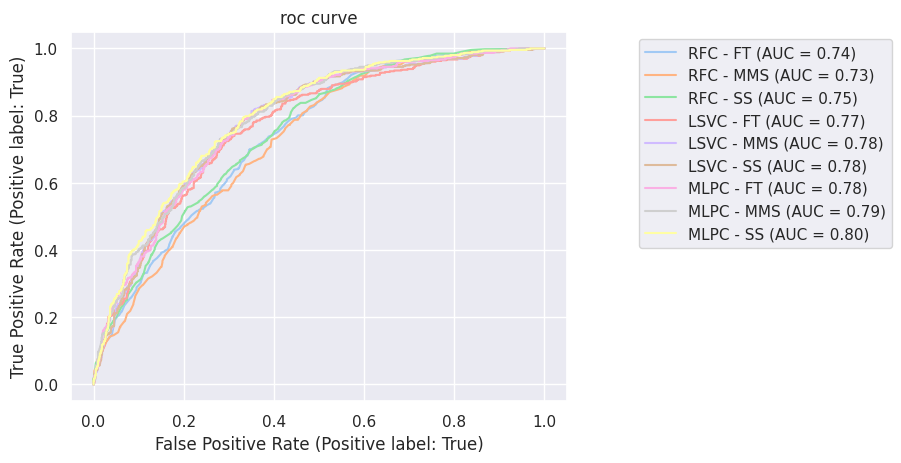 roc curve
1.0
0.8
0.6
0.4
0.2
0.0
True Positive Rate (Positive label: True)
0.0 0.2 0.4 0.6 0.8 1.0
False Positive Rate (Positive label: True)
RFC - FT (AUC = 0.74)
RFC - MMS (AUC = 0.73)
RFC - SS (AUC = 0.75)
LSVC - FT (AUC = 0.77)
LSVC - MMS (AUC = 0.78)
LSVC - SS (AUC = 0.78)
MLPC - FT (AUC = 0.78)
MLPC - MMS (AUC = 0.79)
MLPC - SS (AUC = 0.80)